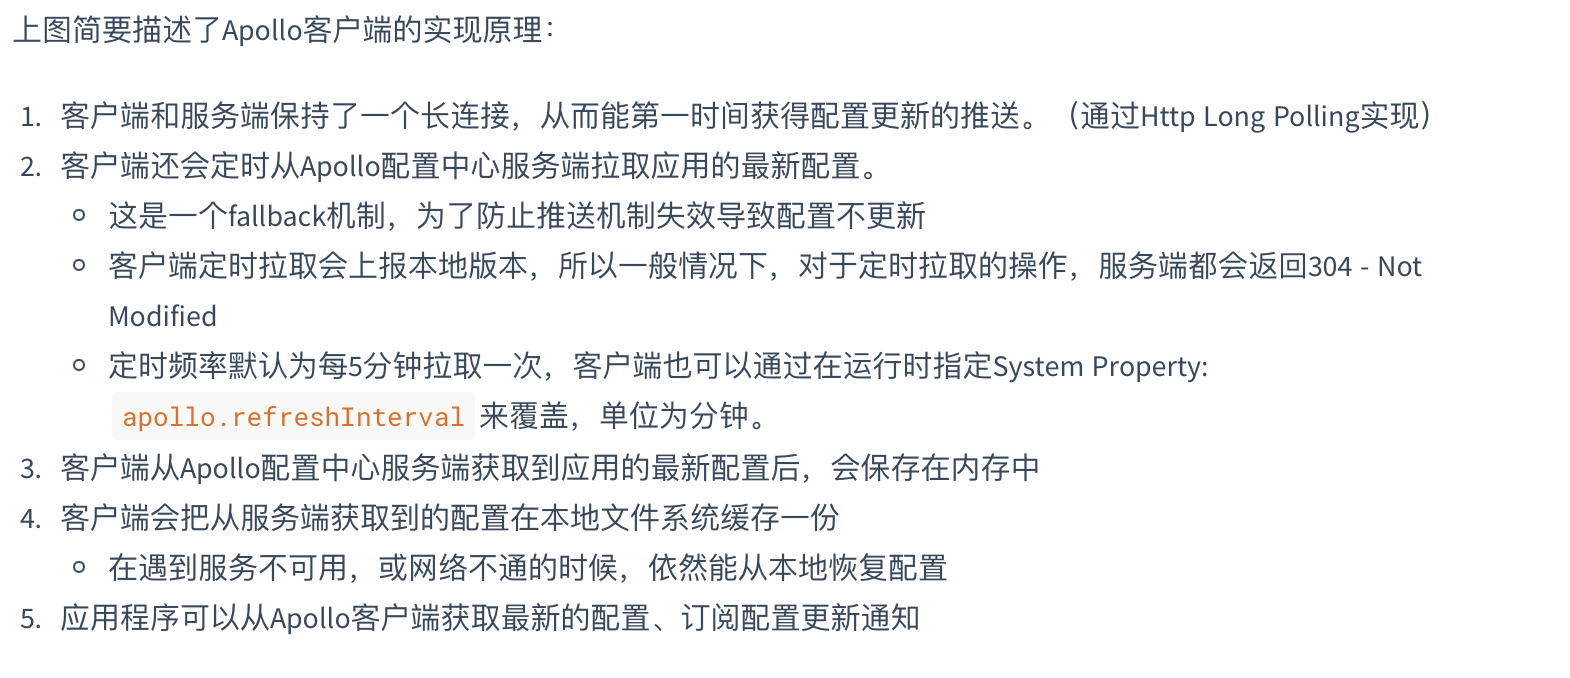 上图简要描述了Apollo客户端的实现原理：
1. 客户端和服务端保持了一个长连接，从而能第一时间获得配置更新的推送。（通过Http Long Polling实现）
2. 客户端还会定时从Apollo配置中心服务端拉取应用的最新配置。
○ 这是一个fallback机制，为了防止推送机制失效导致配置不更新
○ 客户端定时拉取会上报本地版本，所以一般情况下，对于定时拉取的操作，服务端都会返回304 - Not
Modified
○ 定时频率默认为每5分钟拉取一次，客户端也可以通过在运行时指定System Property:
apollo.refreshInterval 来覆盖，单位为分钟。
3. 客户端从Apollo配置中心服务端获取到应用的最新配置后，会保存在内存中
4. 客户端会把从服务端获取到的配置在本地文件系统缓存一份
○ 在遇到服务不可用，或网络不通的时候，依然能从本地恢复配置
5. 应用程序可以从Apollo客户端获取最新的配置、订阅配置更新通知